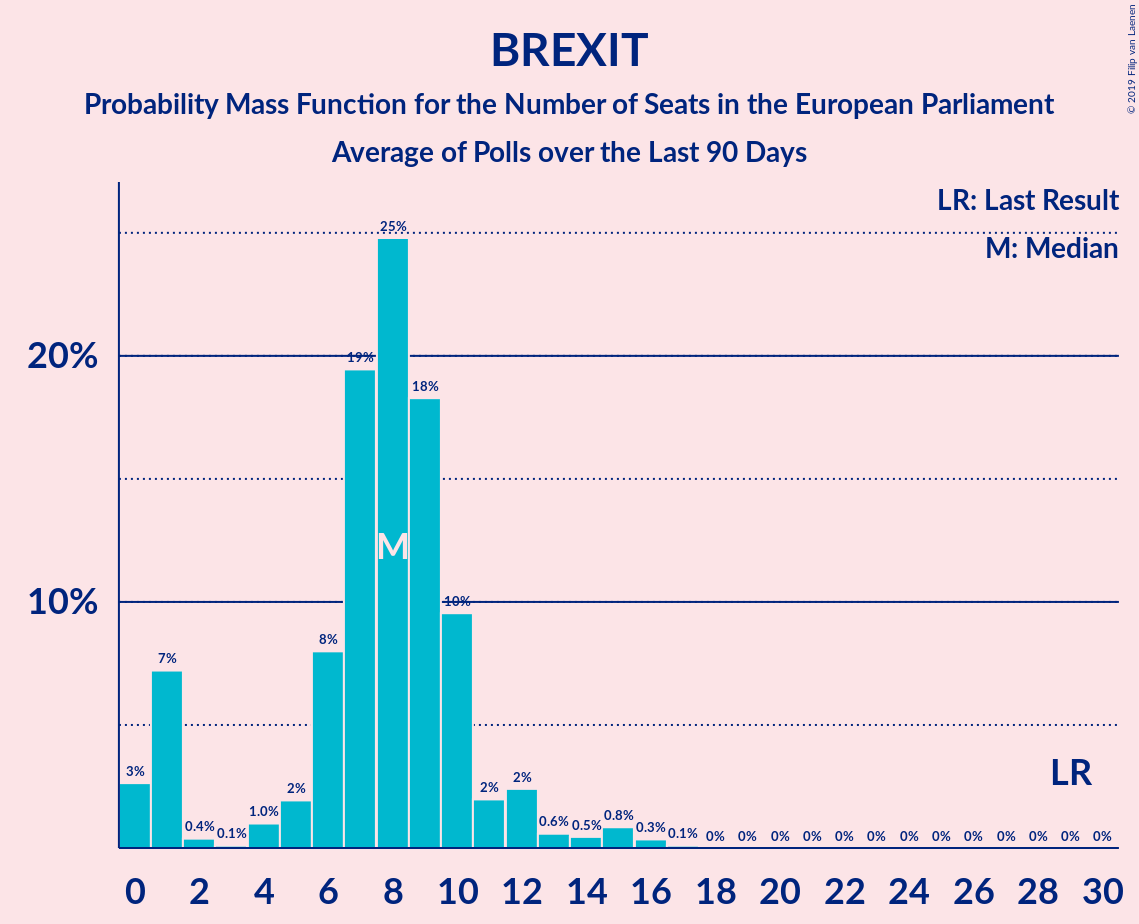 BREXIT
Probability Mass Function for the Number of Seats in the European Parliament
Average of Polls over the Last 90 Days
© 2019 Filip van Laenen
LR: Last Result
M: Median
20%
10%
3% 7% 0.4% 0.1% 1.0% 2% 8% 19% 25% 18% 10% 2% 2% 0.6% 0.5% 0.8% 0.3% 0.1% 0% 0% 0% 0% 0% 0% 0% 0% 0% 0% 0% 0% 0%
M
LR
0 2 4 6 8 10 12 14 16 18 20 22 24 26 28 30